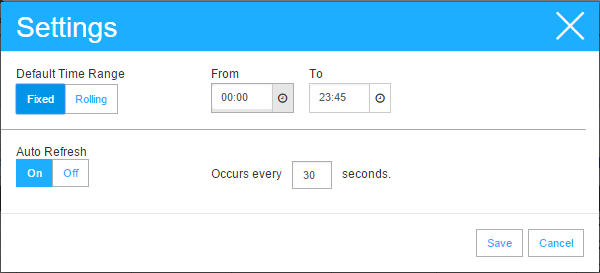 Settings
Default Time Range From To
Fixed Rolling 00:00 23:45
Auto Refresh
On Off Occurs every 30 seconds.
Save Cancel